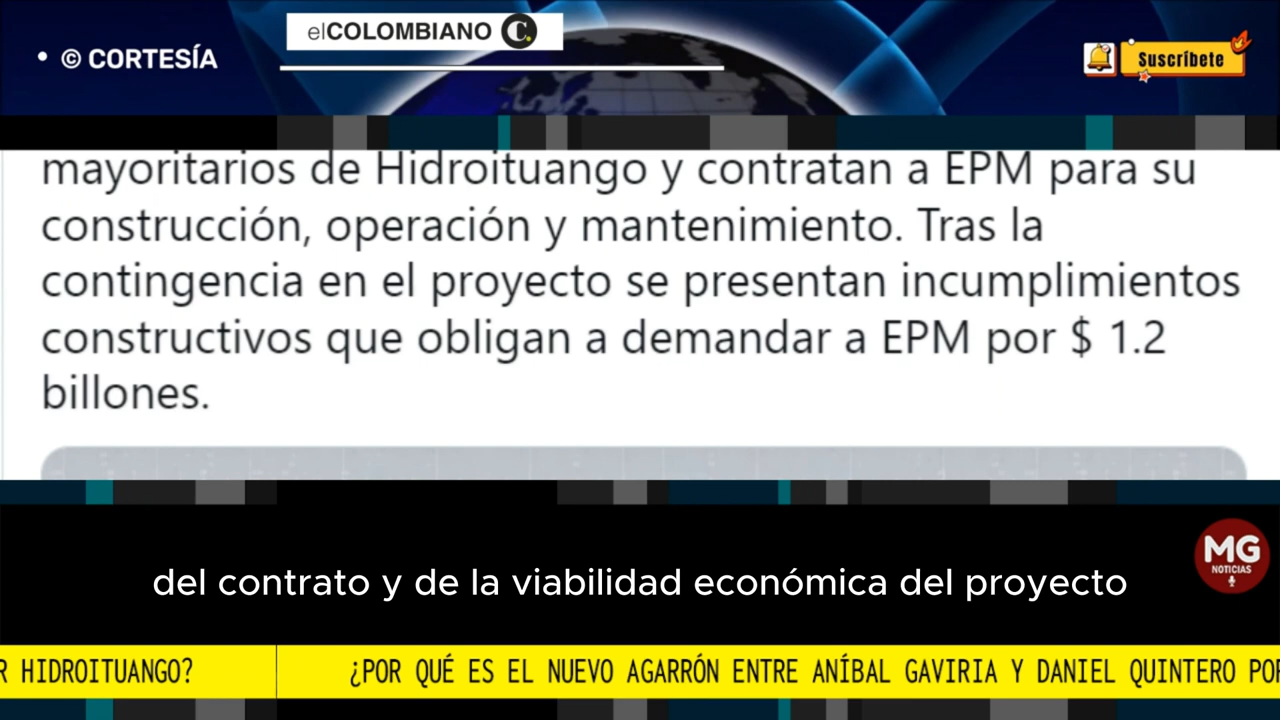 elCOLOMBIANO C.
• © CORTESÍA
Suscríbete
mayoritarios de Hidroituango y contratan a EPM para su
construcción, operación y mantenimiento. Tras la
contingencia en el proyecto se presentan incumplimientos
constructivos que obligan a demandar a EPM por $ 1.2
billones.
MG
NOTICIAS
del contrato y de la viabilidad económica del proyecto
R HIDROITUANGO? ¿POR QUÉ ES EL NUEVO AGARRÓN ENTRE ANÍBAL GAVIRIA Y DANIEL QUINTERO POR